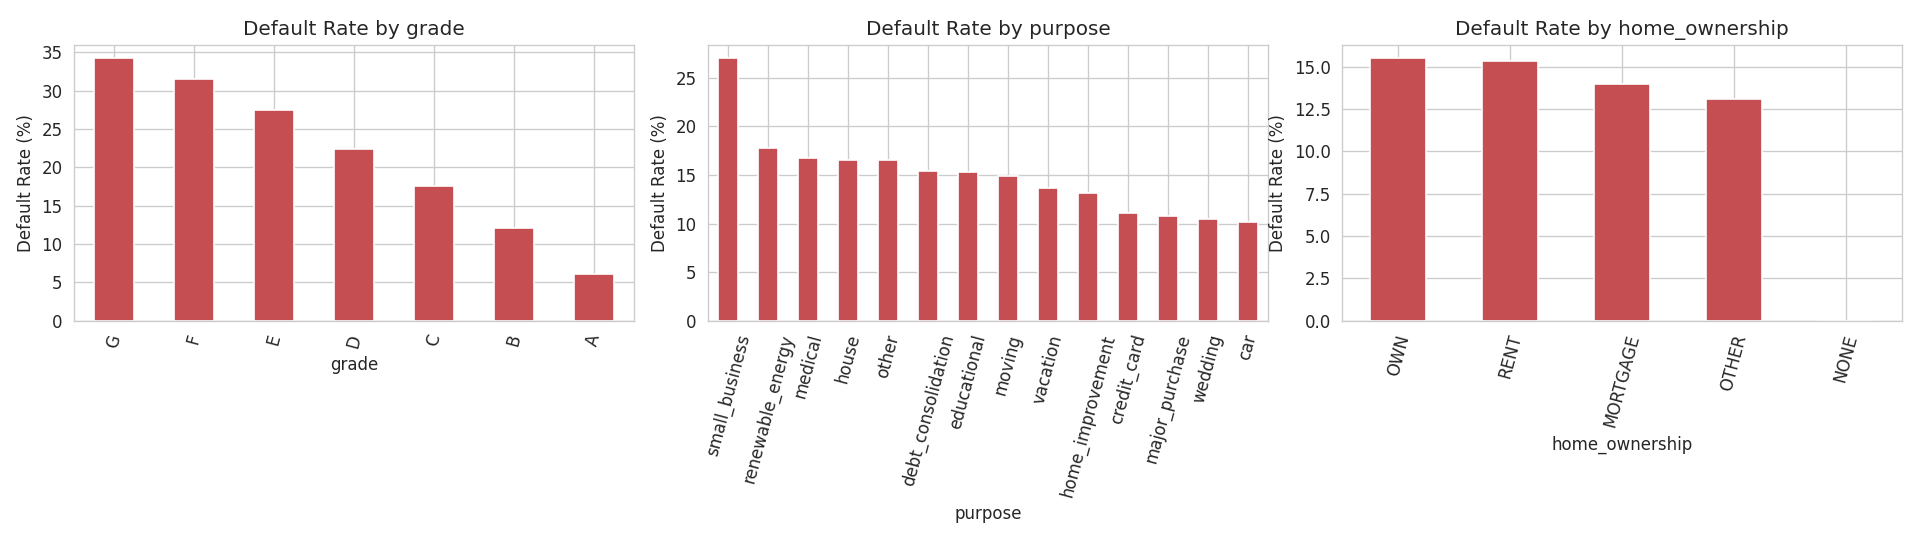 Default Rate by grade
Default Rate (%)
35
30
25
20
15
10
5
0
G
F
E
D
C
B
A
grade
Default Rate by purpose
Default Rate (%)
25
20
15
10
5
0
small_business
renewable_energy
medical
house
other
debt_consolidation
educational
moving
vacation
home_improvement
credit_card
major_purchase
wedding
car
purpose
Default Rate by home_ownership
Default Rate (%)
15.0
12.5
10.0
7.5
5.0
2.5
0.0
OWN
RENT
MORTGAGE
OTHER
NONE
home_ownership